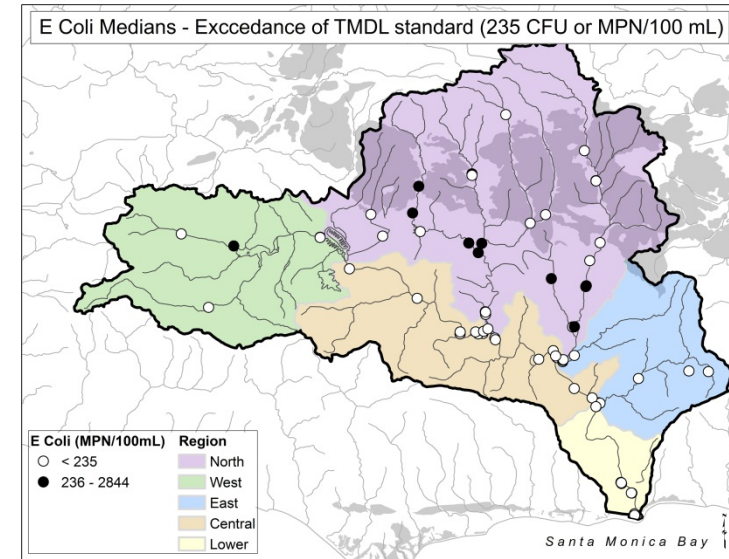 E Coli Medians - Exccedance of TMDL standard (235 CFU or MPN/100 mL)
E Coli (MPN/100mL)
< 235
236 - 2844
Region
North
West
East
Central
Lower
Santa Monica Bay